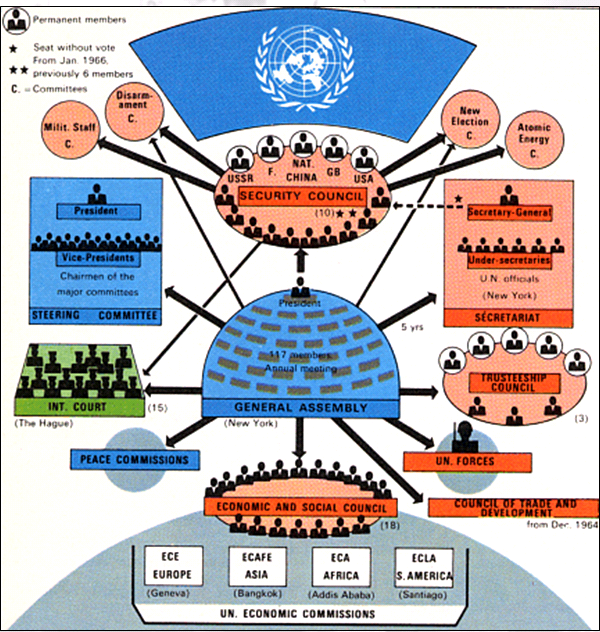 Permanent members
★ Seat without vote
From Jan. 1966,
★★ previously 6 members
C. = Committees
Disarm-
ament
C.
Milit. Staff
C.
New
Election
C.
Atomic
Energy
C.
USSR
F.
NAT.
CHINA
GB
USA
SECURITY COUNCIL
(10) ★★
President
Vice-Presidents
Chairmen of the
major committees
STEERING COMMITTEE
★
Secretary-General
Under-secretaries
U.N. officials
(New York)
SECRETARIAT
5 yrs
President
117 members
Annual meeting
GENERAL ASSEMBLY
(New York)
INT. COURT
(15)
(The Hague)
TRUSTEESHIP
COUNCIL
(3)
PEACE COMMISSIONS
UN. FORCES
ECONOMIC AND SOCIAL COUNCIL
(18)
COUNCIL OF TRADE AND
DEVELOPMENT
from Dec. 1964
ECE
EUROPE
(Geneva)
ECAFE
ASIA
(Bangkok)
ECA
AFRICA
(Addis Ababa)
ECLA
S.AMERICA
(Santiago)
UN. ECONOMIC COMMISSIONS